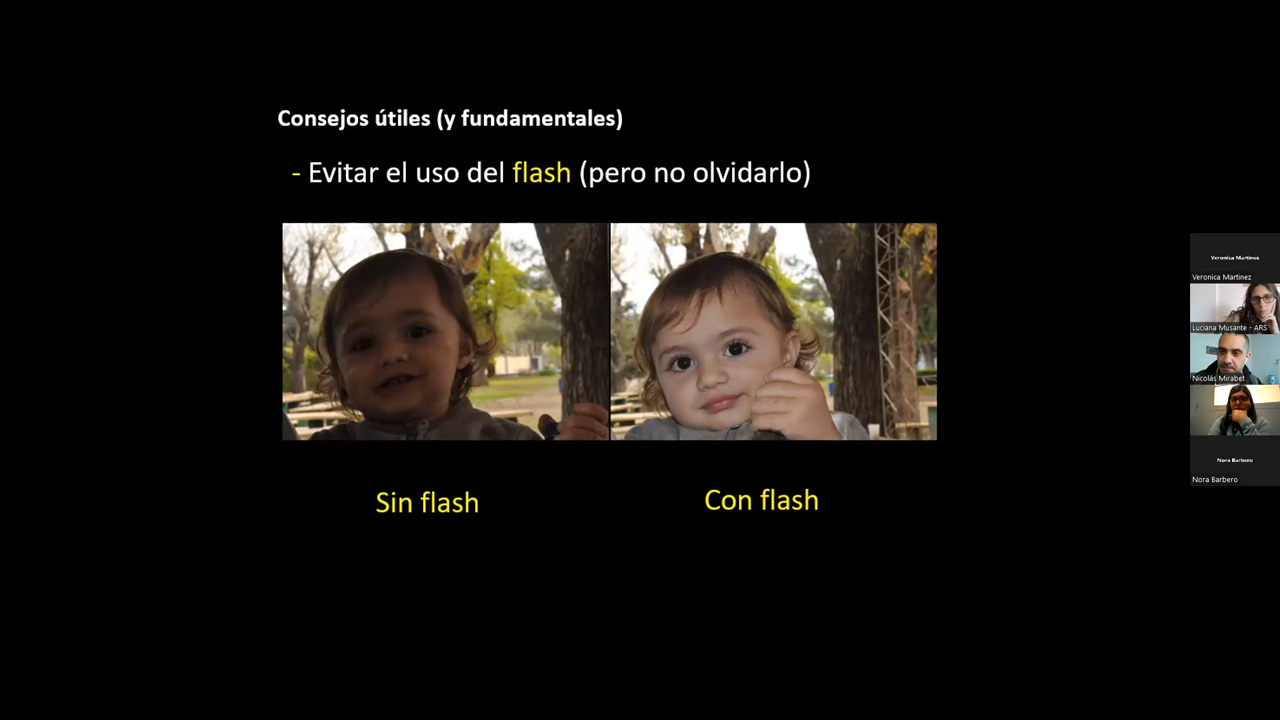 Consejos útiles (y fundamentales)
- Evitar el uso del flash (pero no olvidarlo)
Sin flash
Con flash
Veronica Martinez
Veronica Martinez
Luciana Musante - ARS
Nicolás Mirabet
Nora Barbero
Nora Barbero